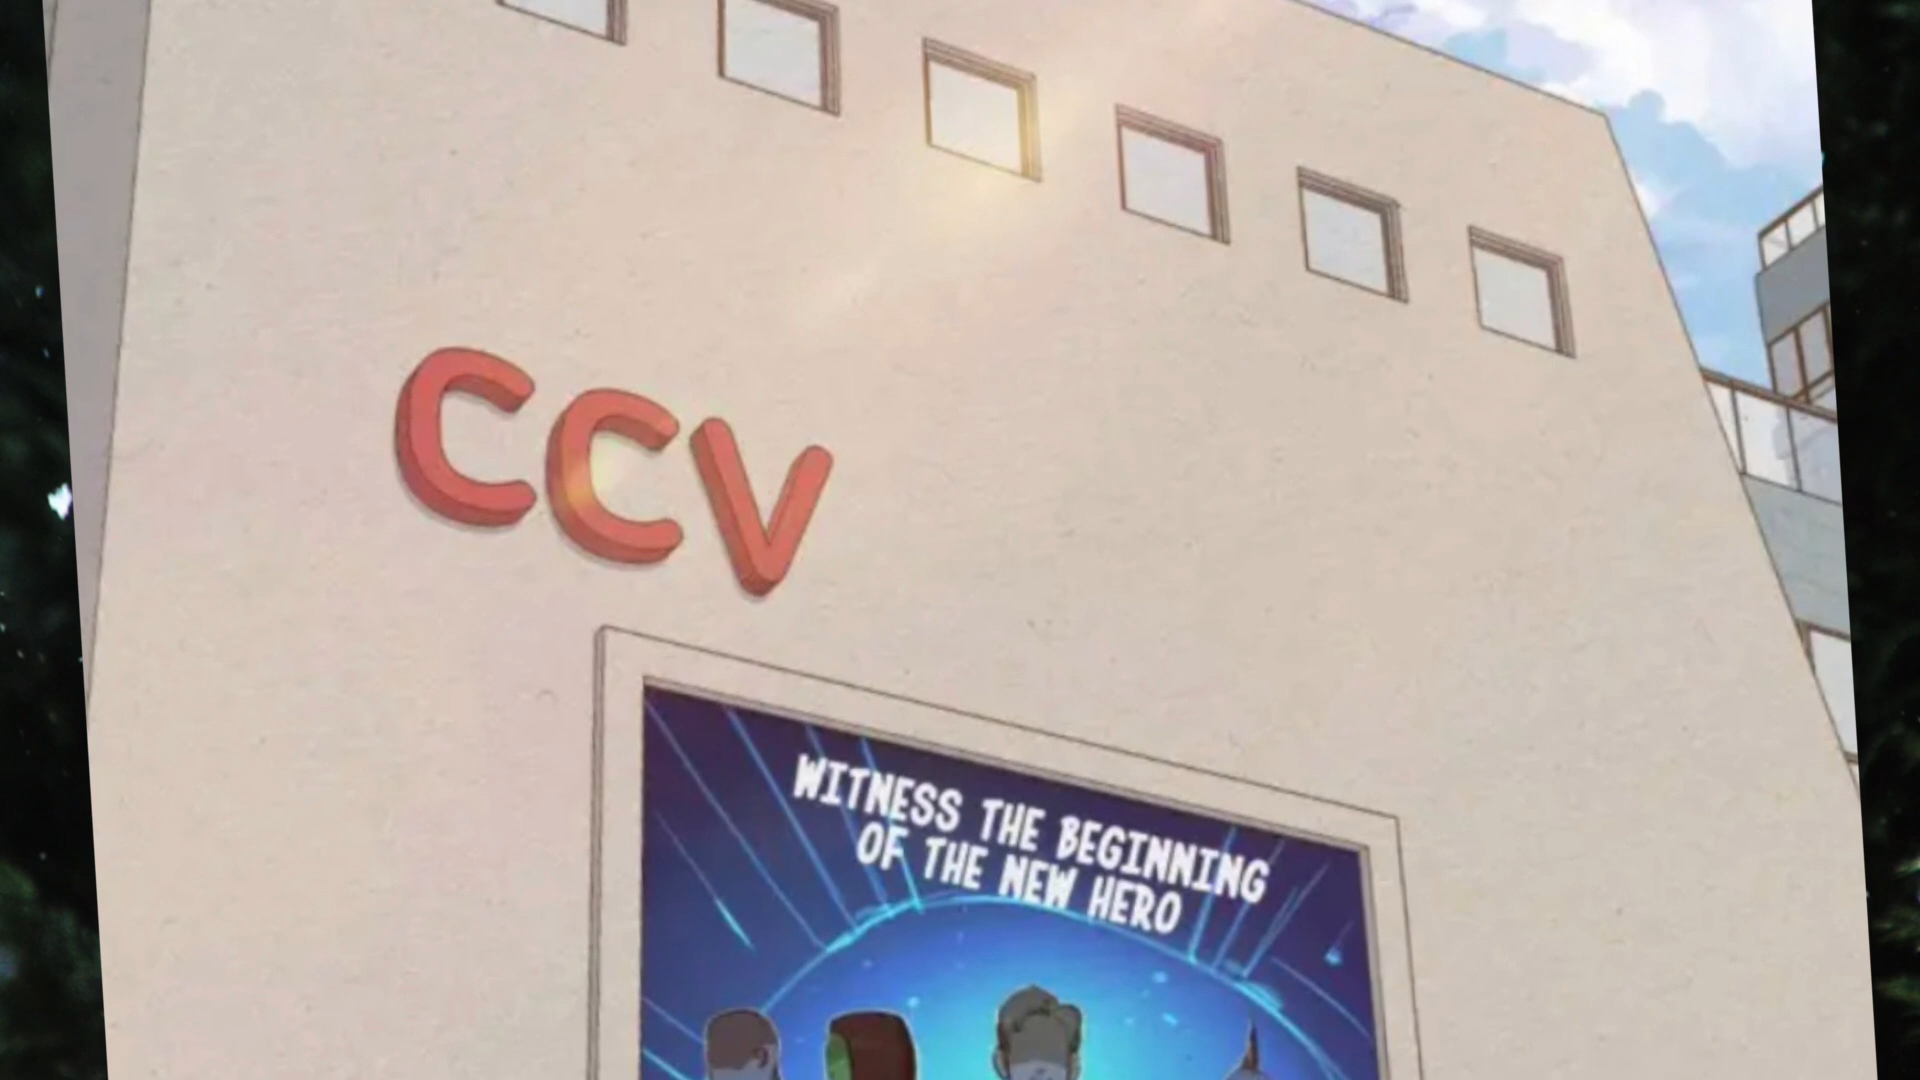 CCV
WITNESS THE BEGINNING
OF THE NEW HERO